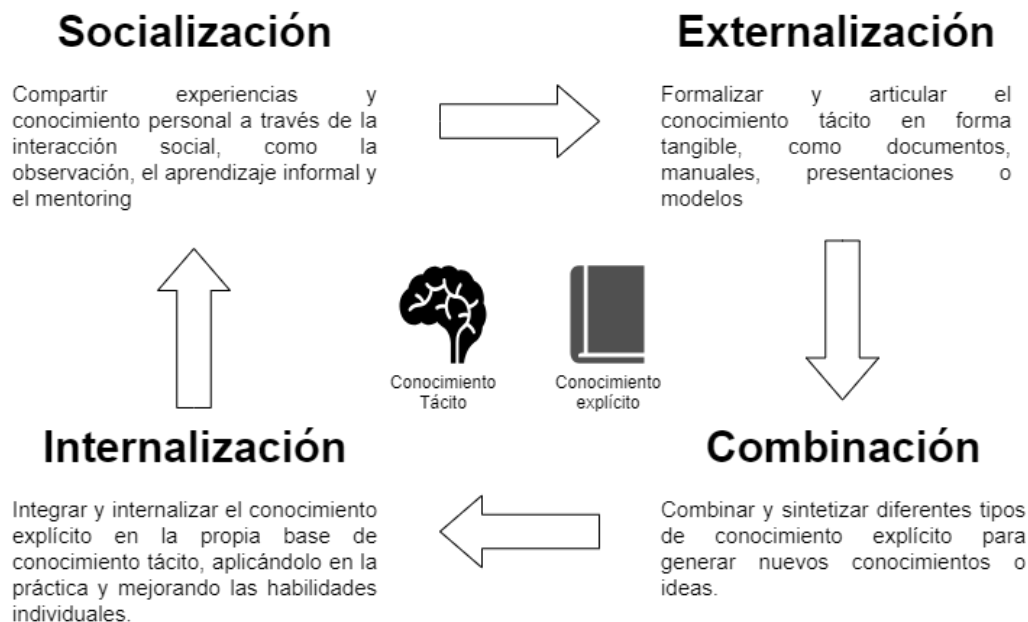 Socialización
Compartir experiencias y
conocimiento personal a través de la
interacción social, como la
observación, el aprendizaje informal y
el mentoring
Externalización
Formalizar y articular el
conocimiento tácito en forma
tangible, como documentos,
manuales, presentaciones o
modelos
Conocimiento
Tácito
Conocimiento
explícito
Internalización
Integrar y internalizar el conocimiento
explícito en la propia base de
conocimiento tácito, aplicándolo en la
práctica y mejorando las habilidades
individuales.
Combinación
Combinar y sintetizar diferentes tipos
de conocimiento explícito para
generar nuevos conocimientos o
ideas.